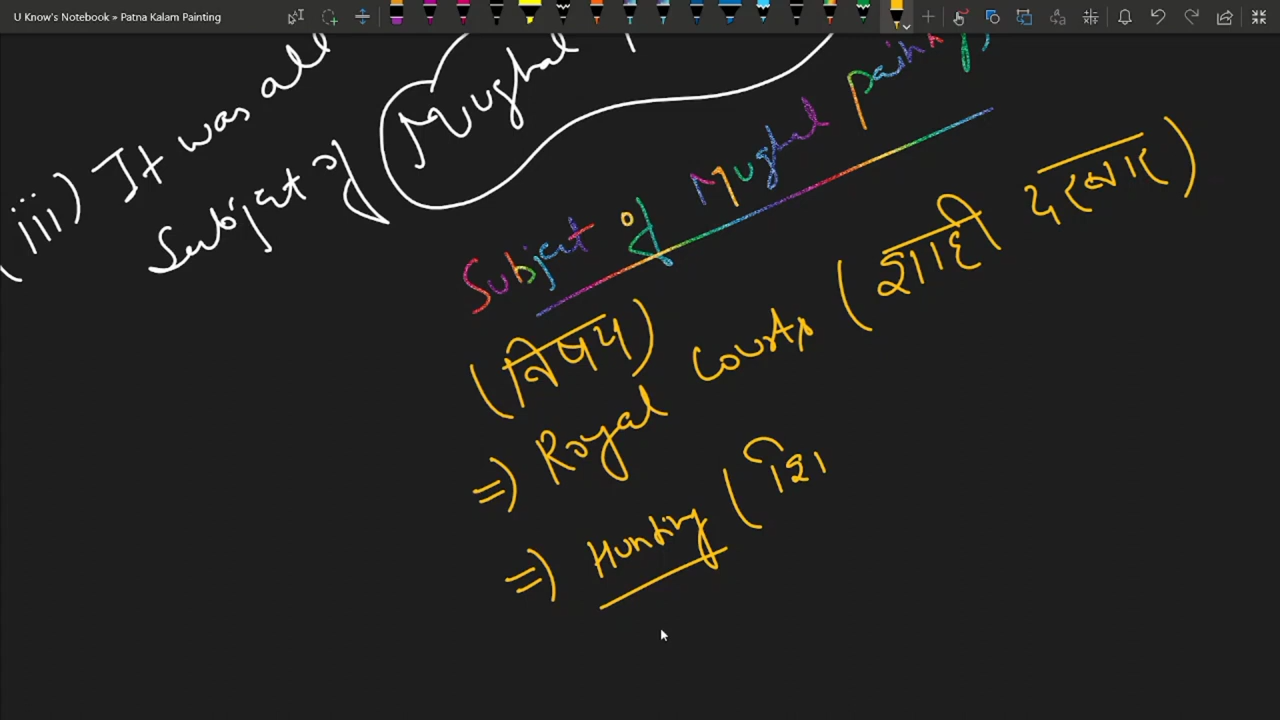 U Know's Notebook » Patna Kalam Painting
(iii) It was all
Subject of Mughal
Subject of Mughal paintings
(विषय)
⇒ Royal Courts (शाही दरबार)
⇒ Hunting (शि